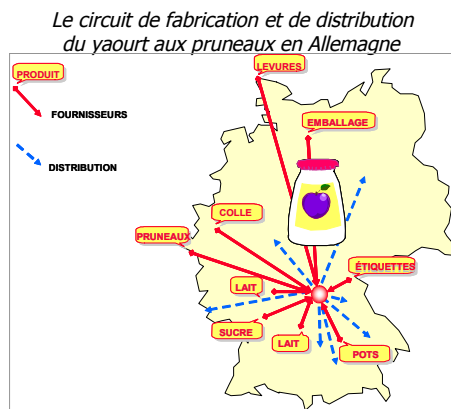 Le circuit de fabrication et de distribution
du yaourt aux pruneaux en Allemagne
LEVURES
PRODUIT
FOURNISSEURS
EMBALLAGE
DISTRIBUTION
COLLE
PRUNEAUX
ÉTIQUETTES
LAIT
SUCRE
LAIT
POTS